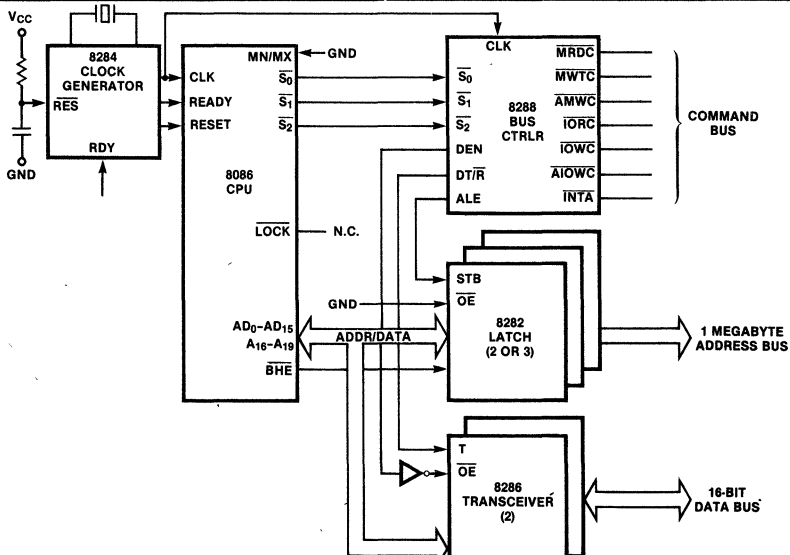 VCC
GND
RES
8284
CLOCK
GENERATOR
RDY
MN/MX
GND
CLK
READY
RESET
S0
S1
S2
8086
CPU
LOCK
N.C.
AD0-AD15
A16-A19
BHE
ADDR/DATA
CLK
S0
S1
S2
DEN
DT/R
ALE
8288
BUS
CTRLR
MRDC
MWTC
AMWC
IORC
IOWC
AIOWC
INTA
COMMAND
BUS
STB
GND
OE
8282
LATCH
(2 OR 3)
1 MEGABYTE
ADDRESS BUS
T
OE
8286
TRANSCEIVER
(2)
16-BIT
DATA BUS